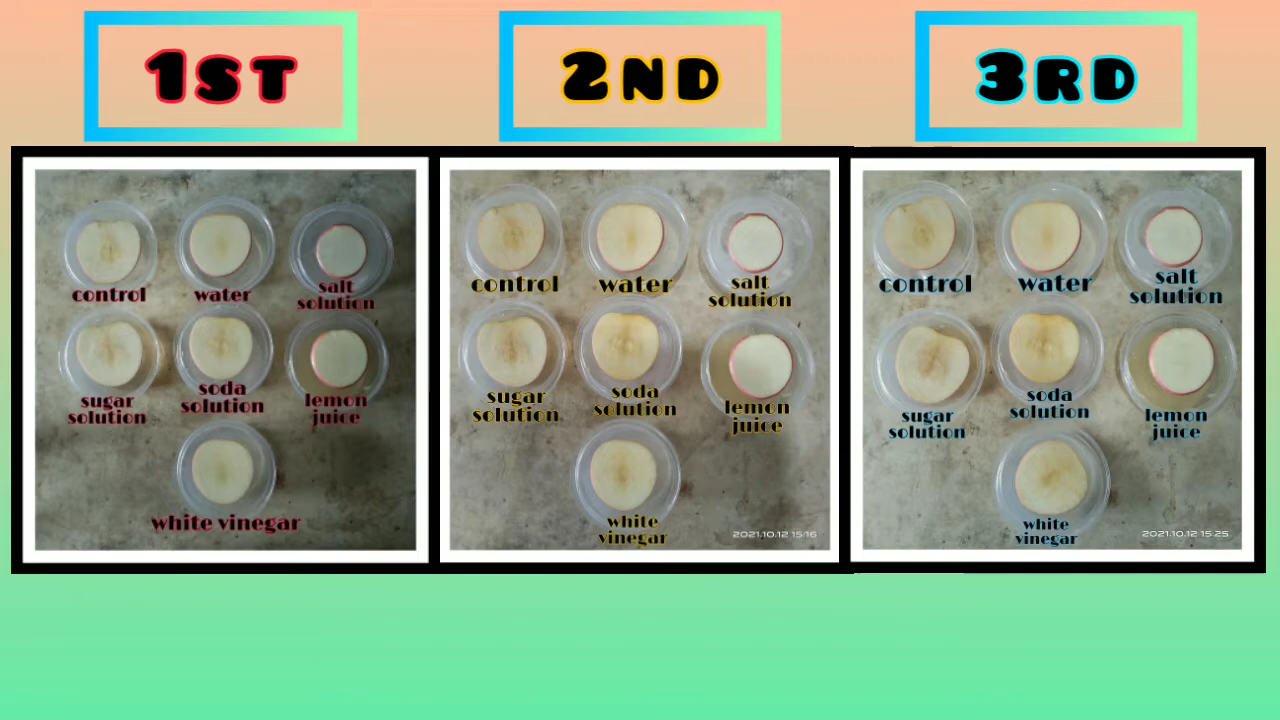 1ST
2ND
3RD
control
water
salt
solution
sugar
solution
soda
solution
lemon
juice
white vinegar
control
water
salt
solution
sugar
solution
soda
solution
lemon
juice
white
vinegar
2021.10.12 15:16
control
water
salt
solution
sugar
solution
soda
solution
lemon
juice
white
vinegar
2021.10.12 15:25